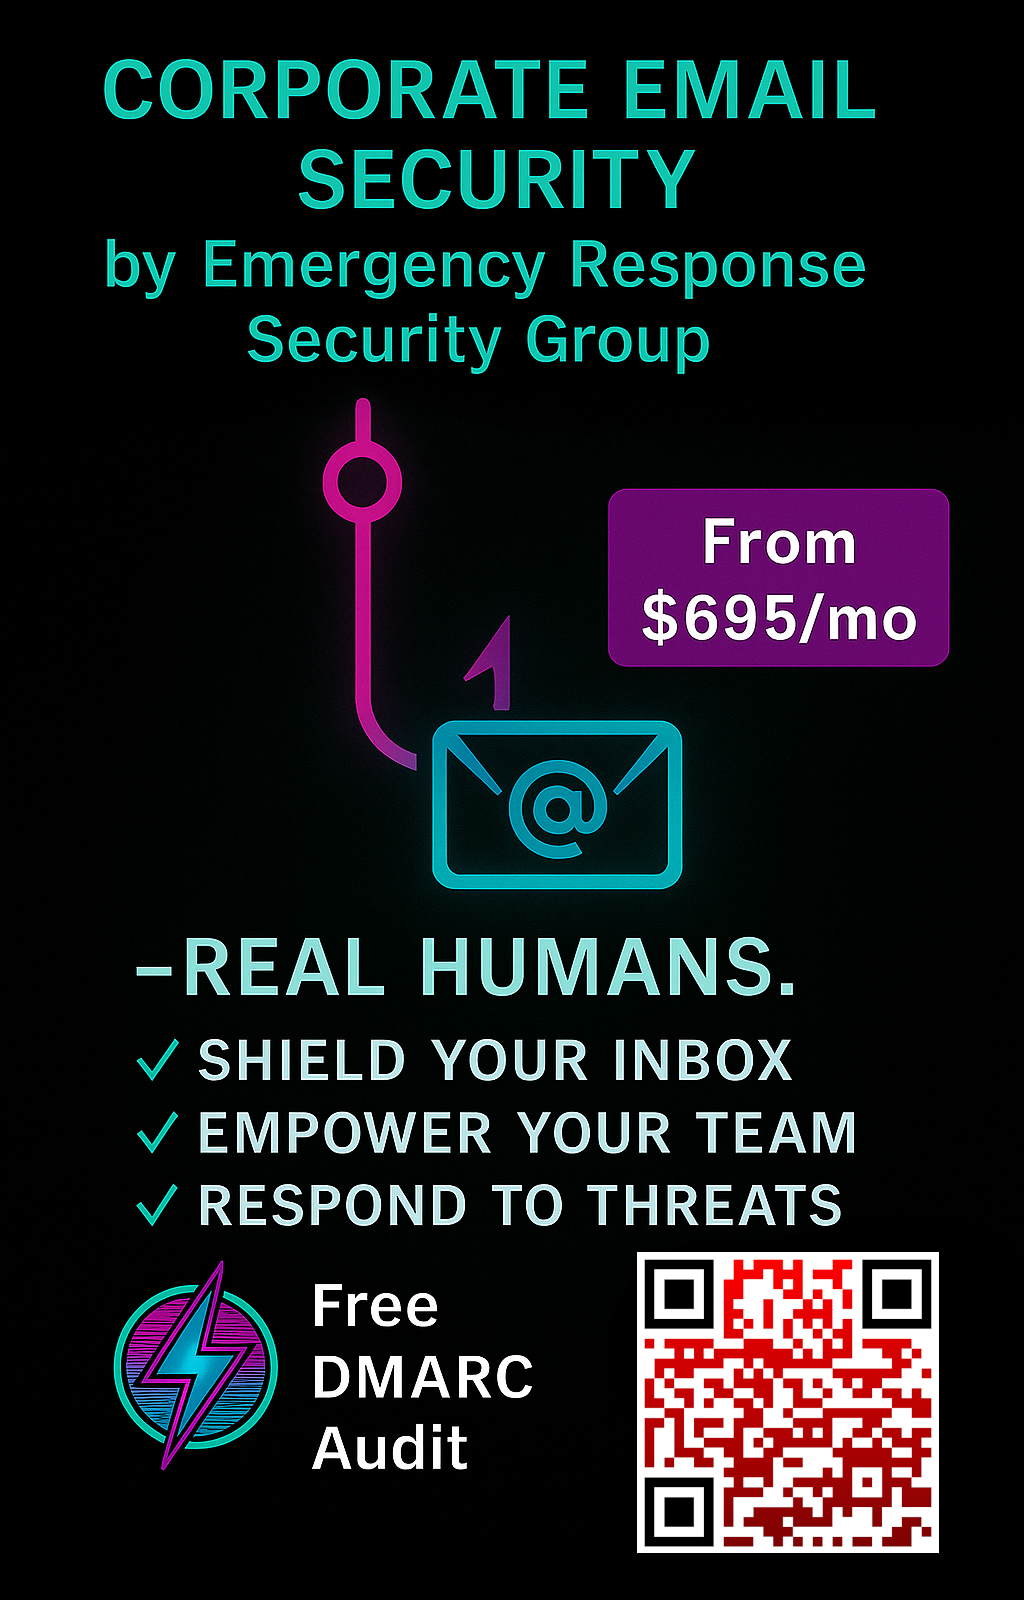 CORPORATE EMAIL
SECURITY
by Emergency Response
Security Group
From
$695/mo
@
–REAL HUMANS.
✓ SHIELD YOUR INBOX
✓ EMPOWER YOUR TEAM
✓ RESPOND TO THREATS
Free
DMARC
Audit